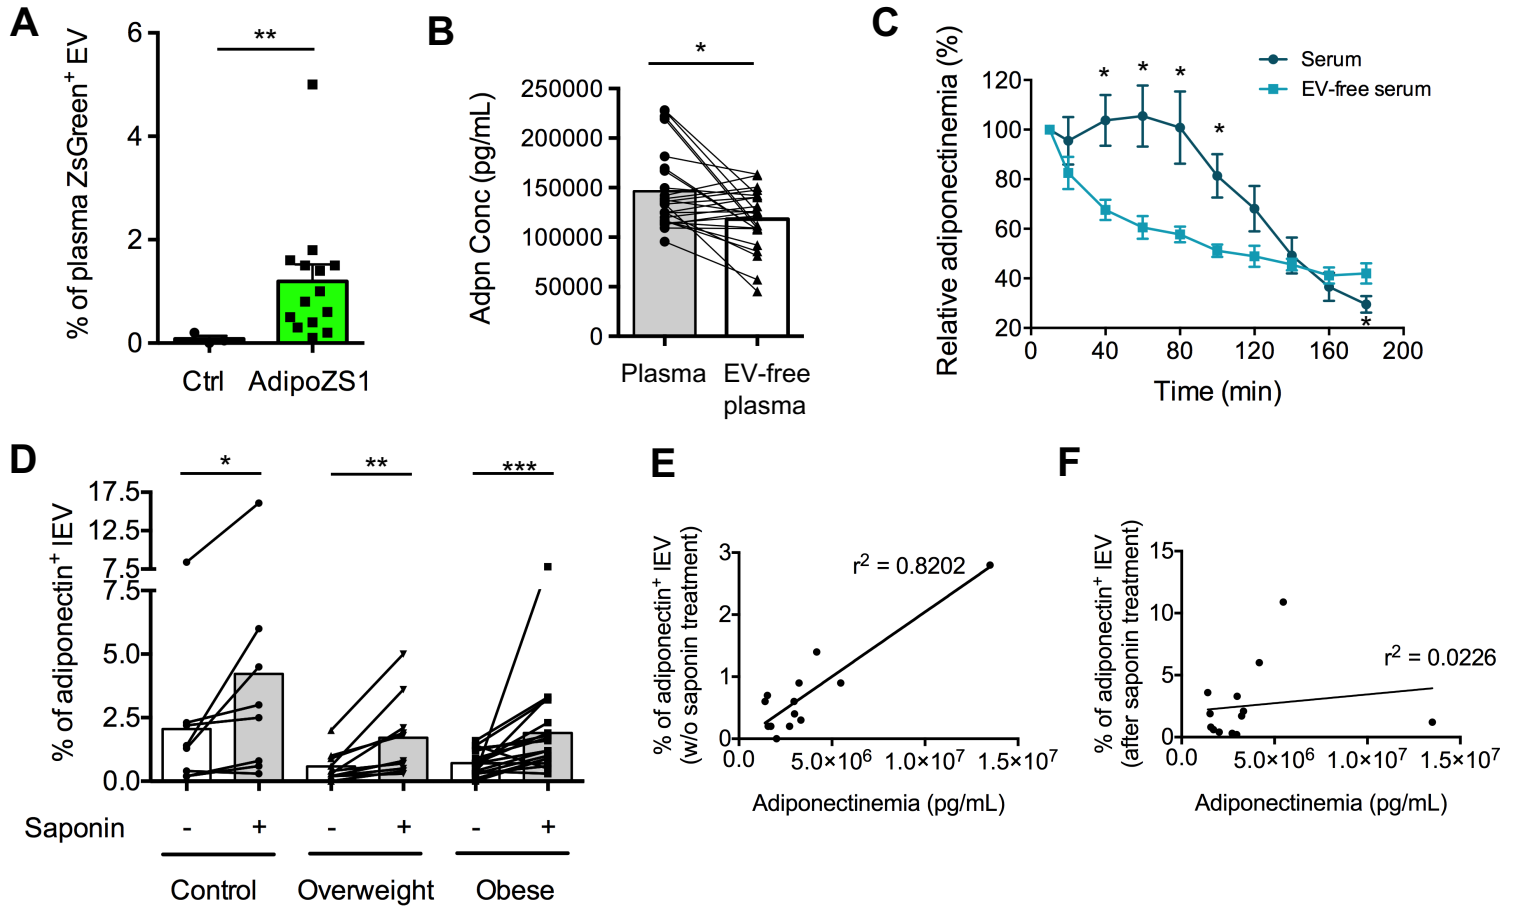 A
% of plasma ZsGreen+ EV
6
4
2
0
**
Ctrl
AdipoZS1
B
Adpn Conc (pg/mL)
250000
200000
150000
100000
50000
0
*
Plasma
EV-free
plasma
C
Relative adiponectinemia (%)
120
100
80
60
40
20
* * * *
*
Serum
EV-free serum
0 40 80 120 160 200
Time (min)
D
% of adiponectin+ lEV
17.5
12.5
7.5
7.5
5.0
2.5
0.0
* ** ***
Saponin - + - + - +
Control Overweight Obese
E
% of adiponectin+ lEV
(w/o saponin treatment)
3
2
1
0
r2 = 0.8202
0.0 5.0×106 1.0×107 1.5×107
Adiponectinemia (pg/mL)
F
% of adiponectin+ lEV
(after saponin treatment)
15
10
5
0
r2 = 0.0226
0.0 5.0×106 1.0×107 1.5×107
Adiponectinemia (pg/mL)